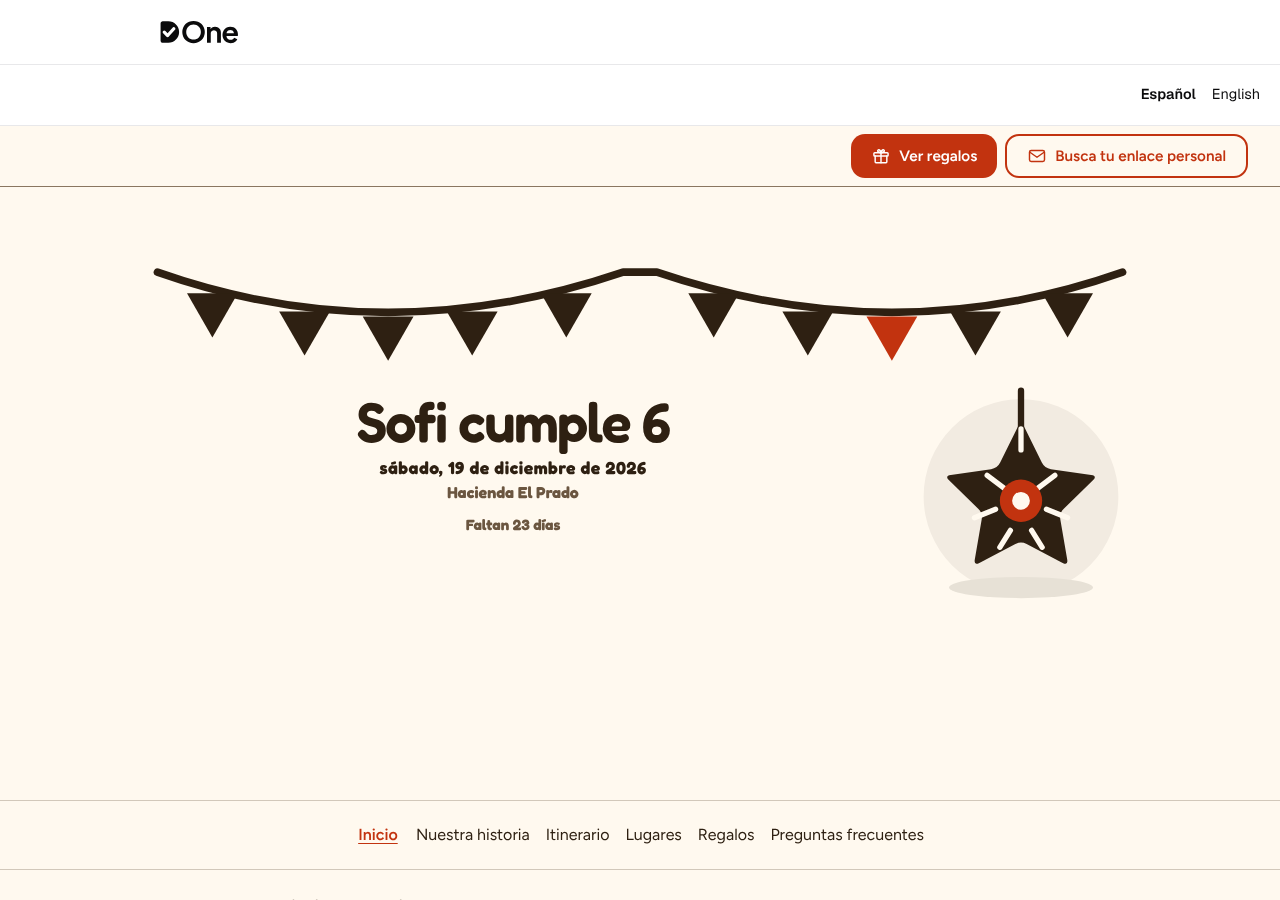 One
Español English
Ver regalos Busca tu enlace personal
Sofi cumple 6
sábado, 19 de diciembre de 2026
Hacienda El Prado
Faltan 23 días
Inicio Nuestra historia Itinerario Lugares Regalos Preguntas frecuentes